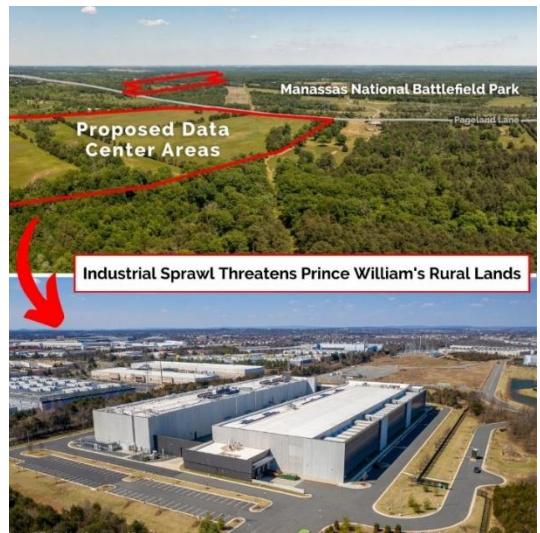 Manassas National Battlefield Park
Pageland Lane
Proposed Data
Center Areas
Industrial Sprawl Threatens Prince William's Rural Lands